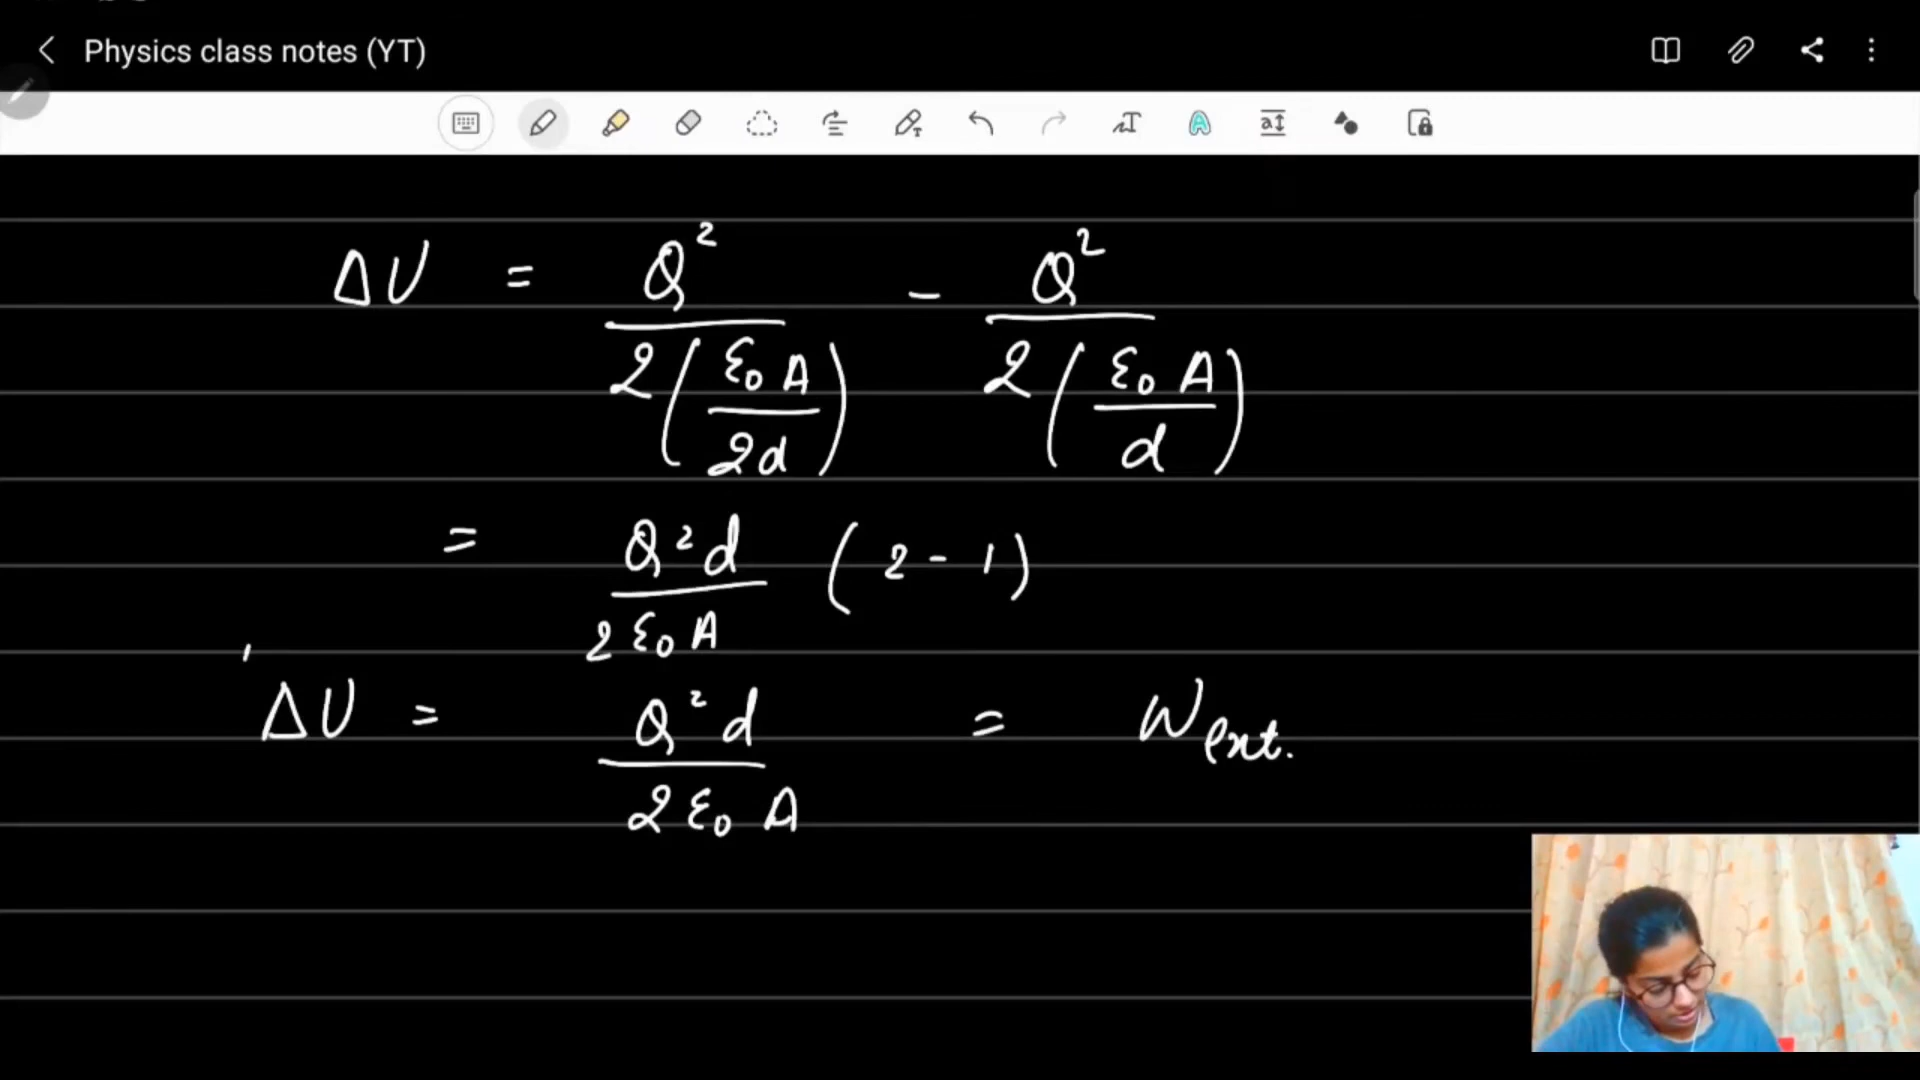 Physics class notes (YT)
ΔU = Q² / 2(ε₀A / 2d) - Q² / 2(ε₀A / d)
= Q²d / 2ε₀A (2 - 1)
ΔU = Q²d / 2ε₀A = Wext.